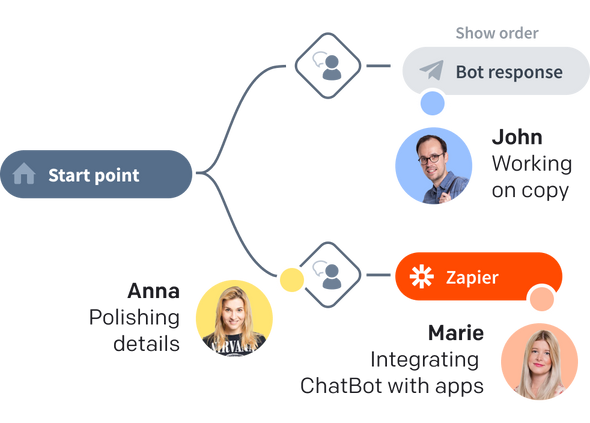 Show order
Bot response
John
Working
on copy
Start point
Zapier
Anna
Polishing
details
NIRVANA
Marie
Integrating
ChatBot with apps